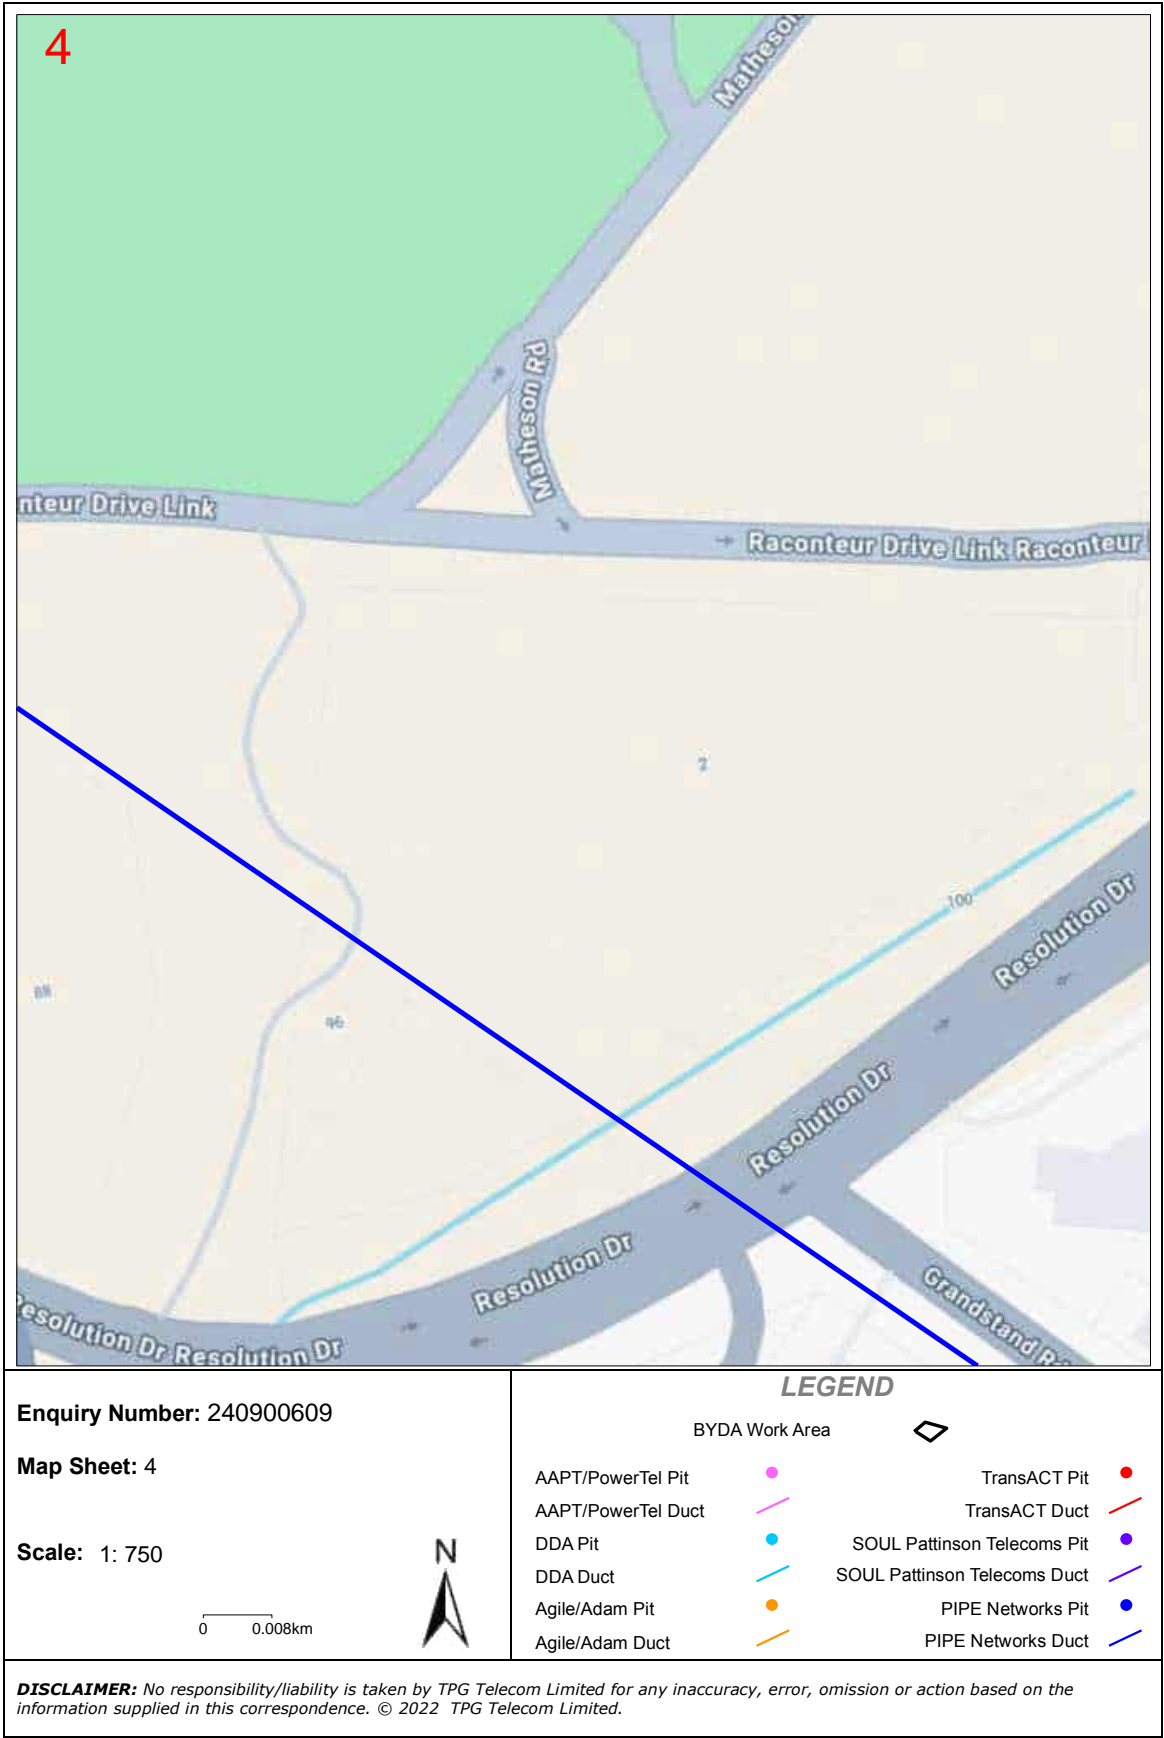 4
Matheson
Matheson Rd
nteur Drive Link
Raconteur Drive Link Raconteur
2
100
Resolution Dr
88
96
Resolution Dr
Resolution Dr
Grandstand Rd
Resolution Dr Resolution Dr
Enquiry Number: 240900609
Map Sheet: 4
Scale: 1: 750
N
0 0.008km
LEGEND
BYDA Work Area
AAPT/PowerTel Pit
TransACT Pit
AAPT/PowerTel Duct
TransACT Duct
DDA Pit
SOUL Pattinson Telecoms Pit
DDA Duct
SOUL Pattinson Telecoms Duct
Agile/Adam Pit
PIPE Networks Pit
Agile/Adam Duct
PIPE Networks Duct
DISCLAIMER: No responsibility/liability is taken by TPG Telecom Limited for any inaccuracy, error, omission or action based on the
information supplied in this correspondence. © 2022 TPG Telecom Limited.